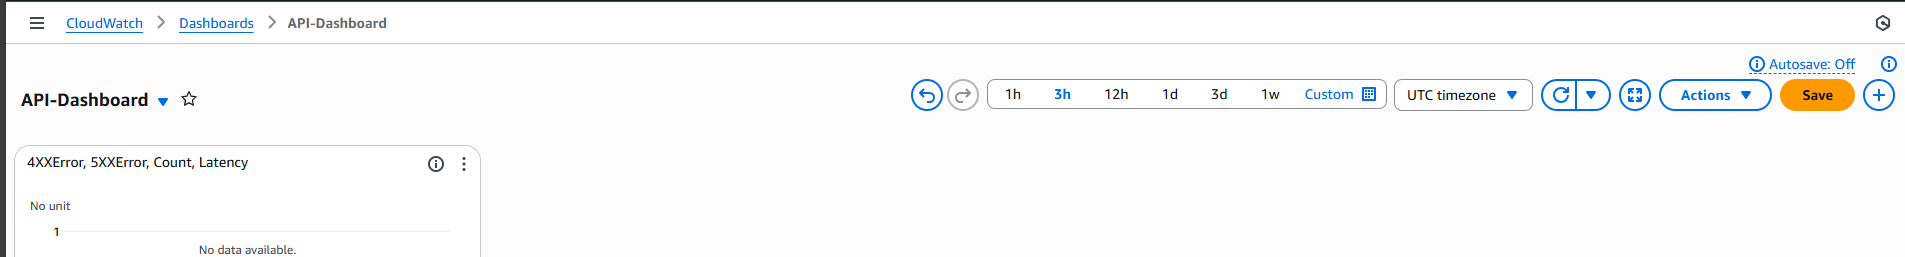 CloudWatch > Dashboards > API-Dashboard
Autosave: Off
API-Dashboard
1h 3h 12h 1d 3d 1w Custom UTC timezone Actions Save
4XXError, 5XXError, Count, Latency
No unit
1
No data available.